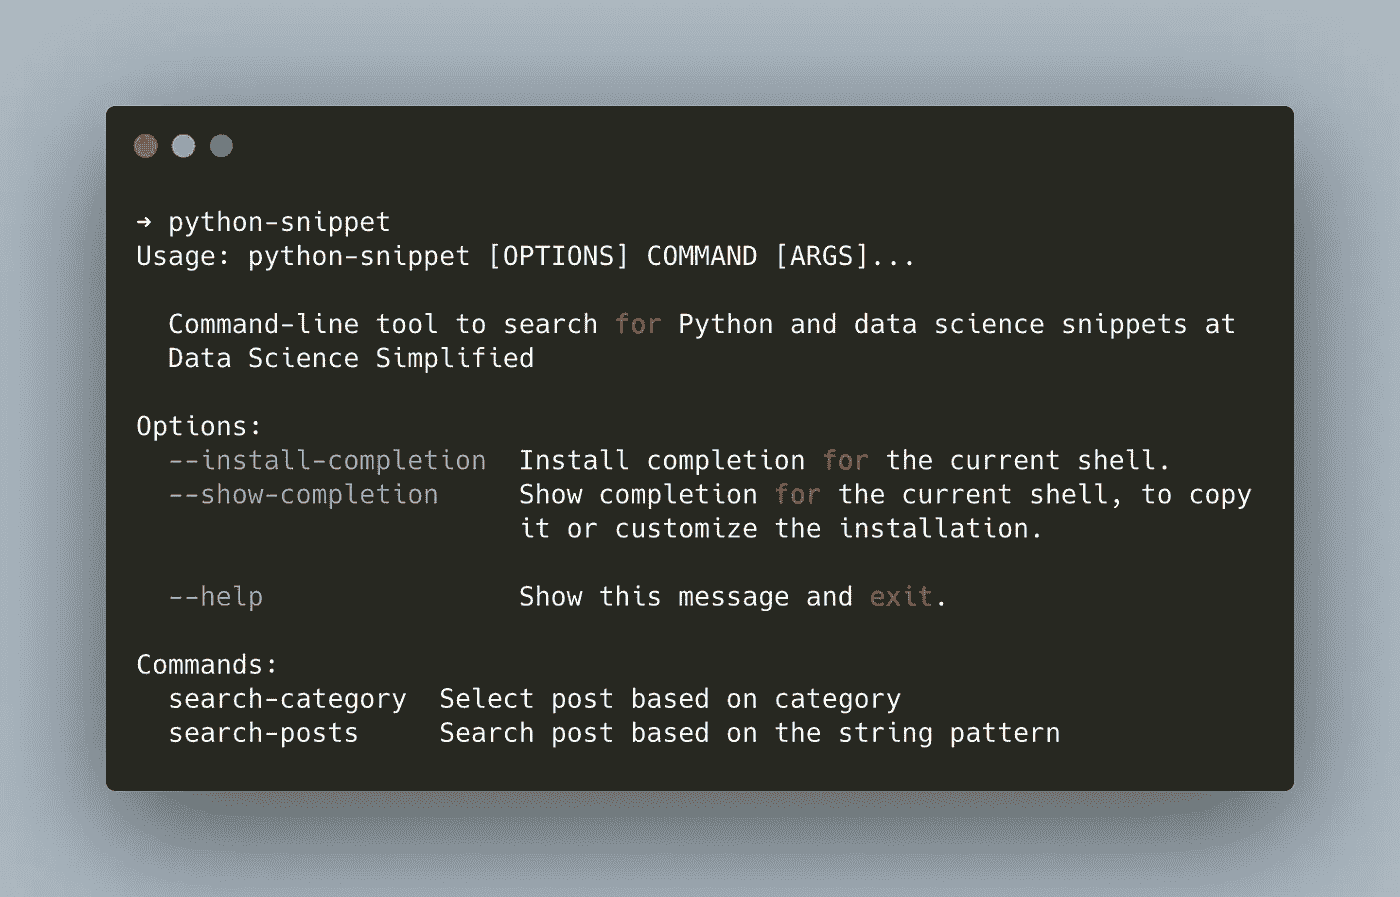 → python-snippet
Usage: python-snippet [OPTIONS] COMMAND [ARGS]...
Command-line tool to search for Python and data science snippets at
Data Science Simplified
Options:
--install-completion  Install completion for the current shell.
--show-completion     Show completion for the current shell, to copy
it or customize the installation.
--help                Show this message and exit.
Commands:
search-category  Select post based on category
search-posts     Search post based on the string pattern